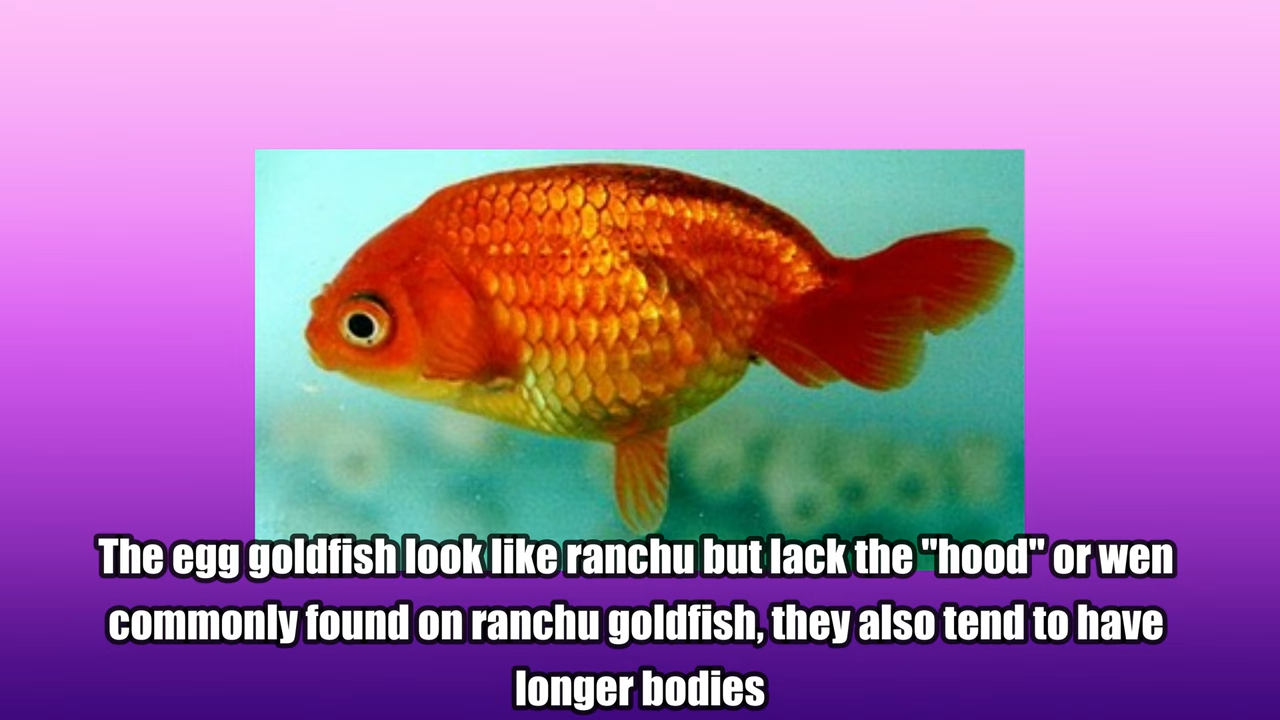 The egg goldfish look like ranchu but lack the "hood" or wen
commonly found on ranchu goldfish, they also tend to have
longer bodies